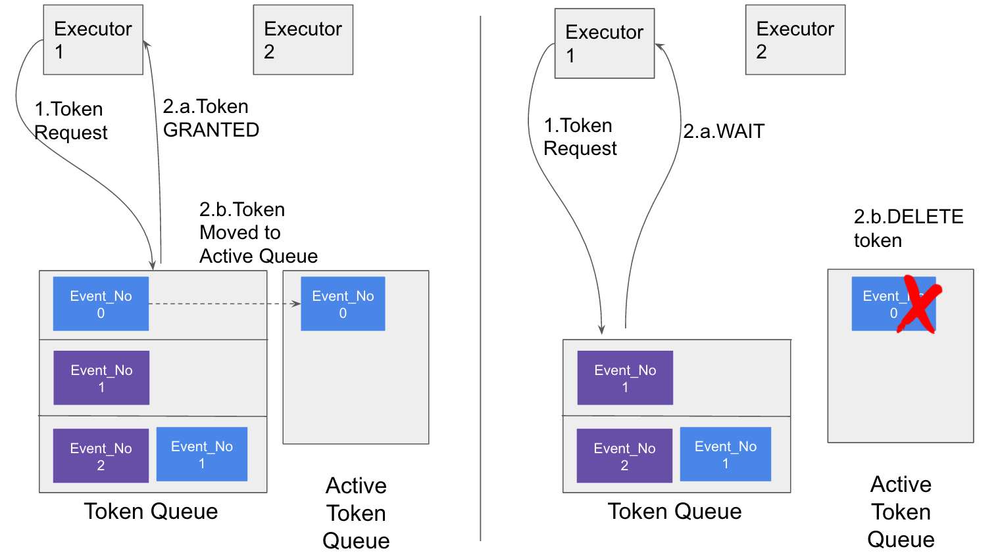 Executor
1
Executor
2
1.Token
Request
2.a.Token
GRANTED
2.b.Token
Moved to
Active Queue
Event_No
0
Event_No
0
Event_No
1
Event_No
2
Event_No
1
Token Queue
Active
Token
Queue
Executor
1
Executor
2
1.Token
Request
2.a.WAIT
2.b.DELETE
token
Event_No
0
Event_No
1
Event_No
2
Event_No
1
Token Queue
Active
Token
Queue